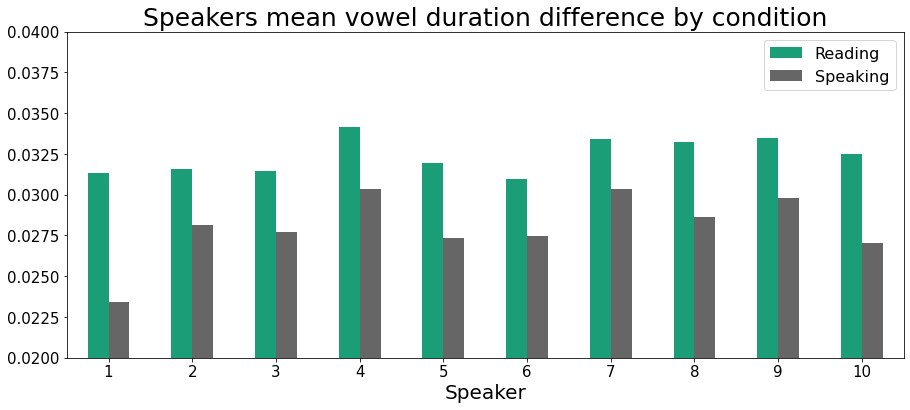 Speakers mean vowel duration difference by condition
0.0400
0.0375
0.0350
0.0325
0.0300
0.0275
0.0250
0.0225
0.0200
Reading
Speaking
1 2 3 4 5 6 7 8 9 10
Speaker